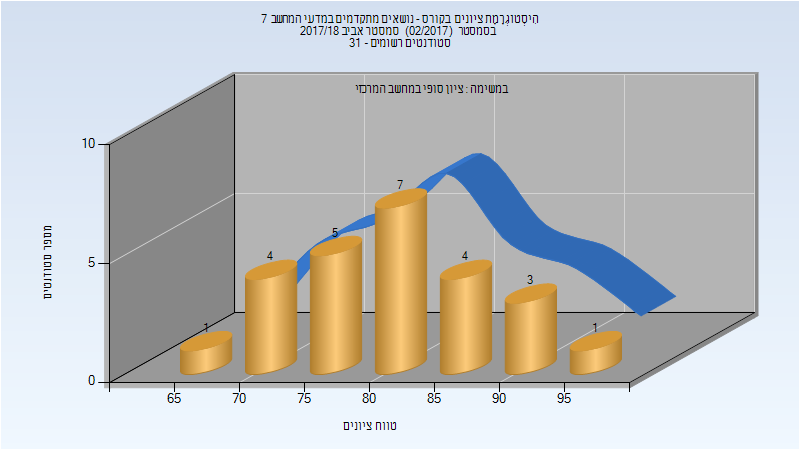 הִיסְטוֹגְרָמַת ציונים בקורס - נושאים מתקדמים במדעי המחשב 7
בסמסטר (02/2017) סמסטר אביב 2017/18
סטודנטים רשומים - 31
במשימה : ציון סופי במחשב המרכזי
מספר סטודנטים
10
5
0
1
4
5
7
4
3
1
65 70 75 80 85 90 95
טווח ציונים